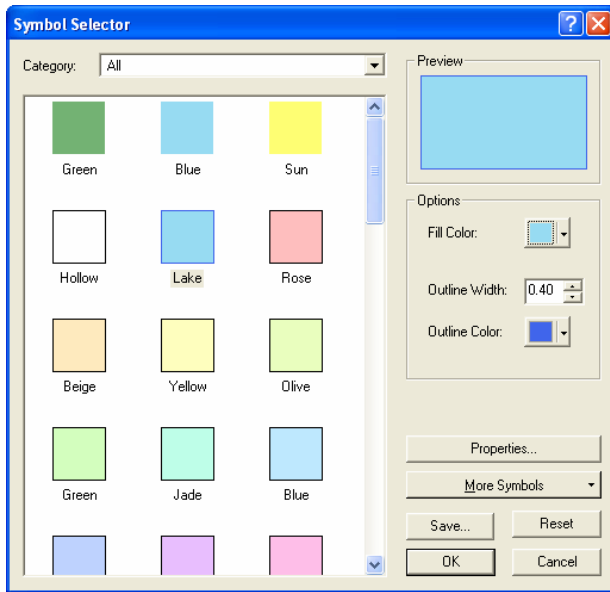 Symbol Selector
Category: All
Green Blue Sun
Hollow Lake Rose
Beige Yellow Olive
Green Jade Blue
Preview
Options
Fill Color:
Outline Width: 0.40
Outline Color:
Properties...
More Symbols
Save... Reset
OK Cancel